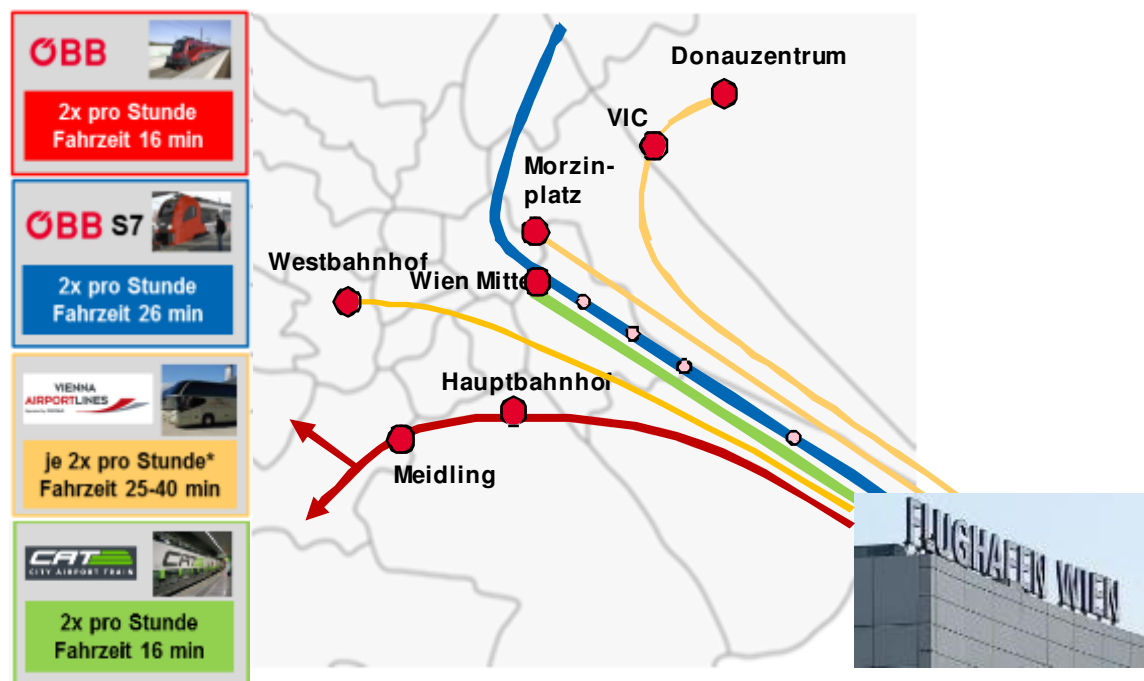 ÖBB
2x pro Stunde
Fahrzeit 16 min
ÖBB S7
2x pro Stunde
Fahrzeit 26 min
VIENNA
AIRPORTLINES
je 2x pro Stunde*
Fahrzeit 25-40 min
CAT
CITY AIRPORT TRAIN
2x pro Stunde
Fahrzeit 16 min
Donauzentrum
VIC
Morzin-
platz
Westbahnhof
Wien Mitte
Hauptbahnhof
Meidling
FLUGHAFEN WIEN